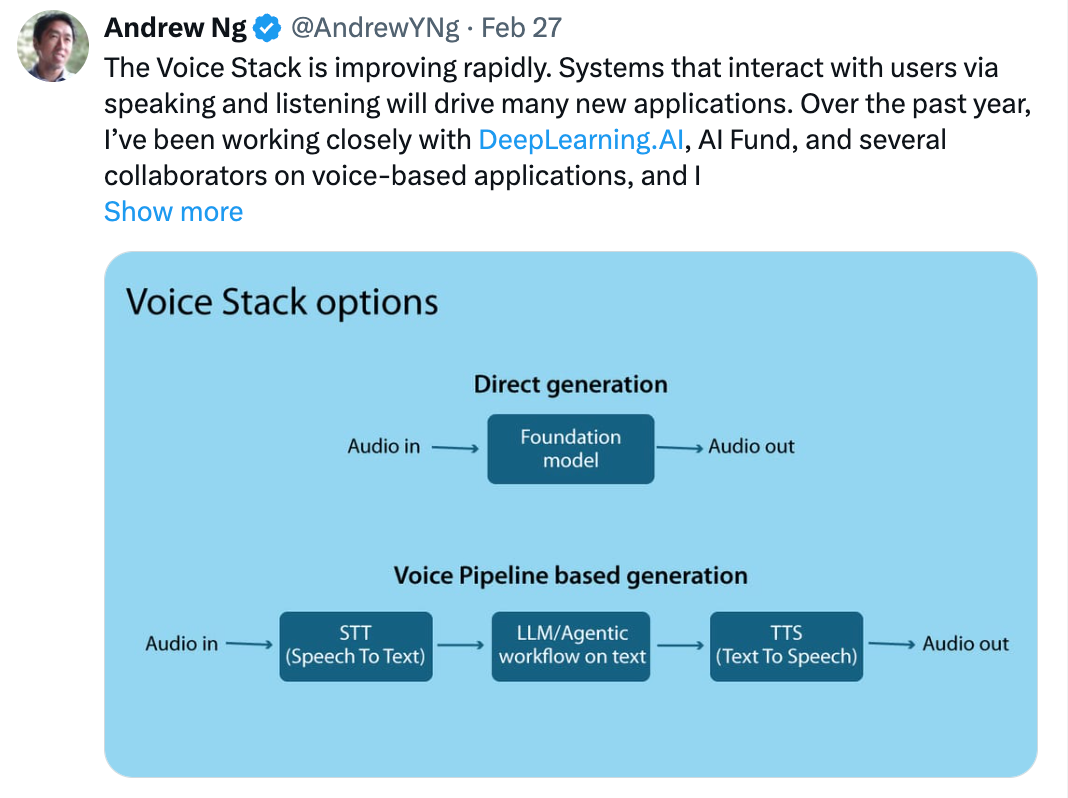 Andrew Ng @AndrewYNg · Feb 27
The Voice Stack is improving rapidly. Systems that interact with users via
speaking and listening will drive many new applications. Over the past year,
I’ve been working closely with DeepLearning.AI, AI Fund, and several
collaborators on voice-based applications, and I
Show more
Voice Stack options
Direct generation
Audio in
Foundation
model
Audio out
Voice Pipeline based generation
Audio in
STT
(Speech To Text)
LLM/Agentic
workflow on text
TTS
(Text To Speech)
Audio out